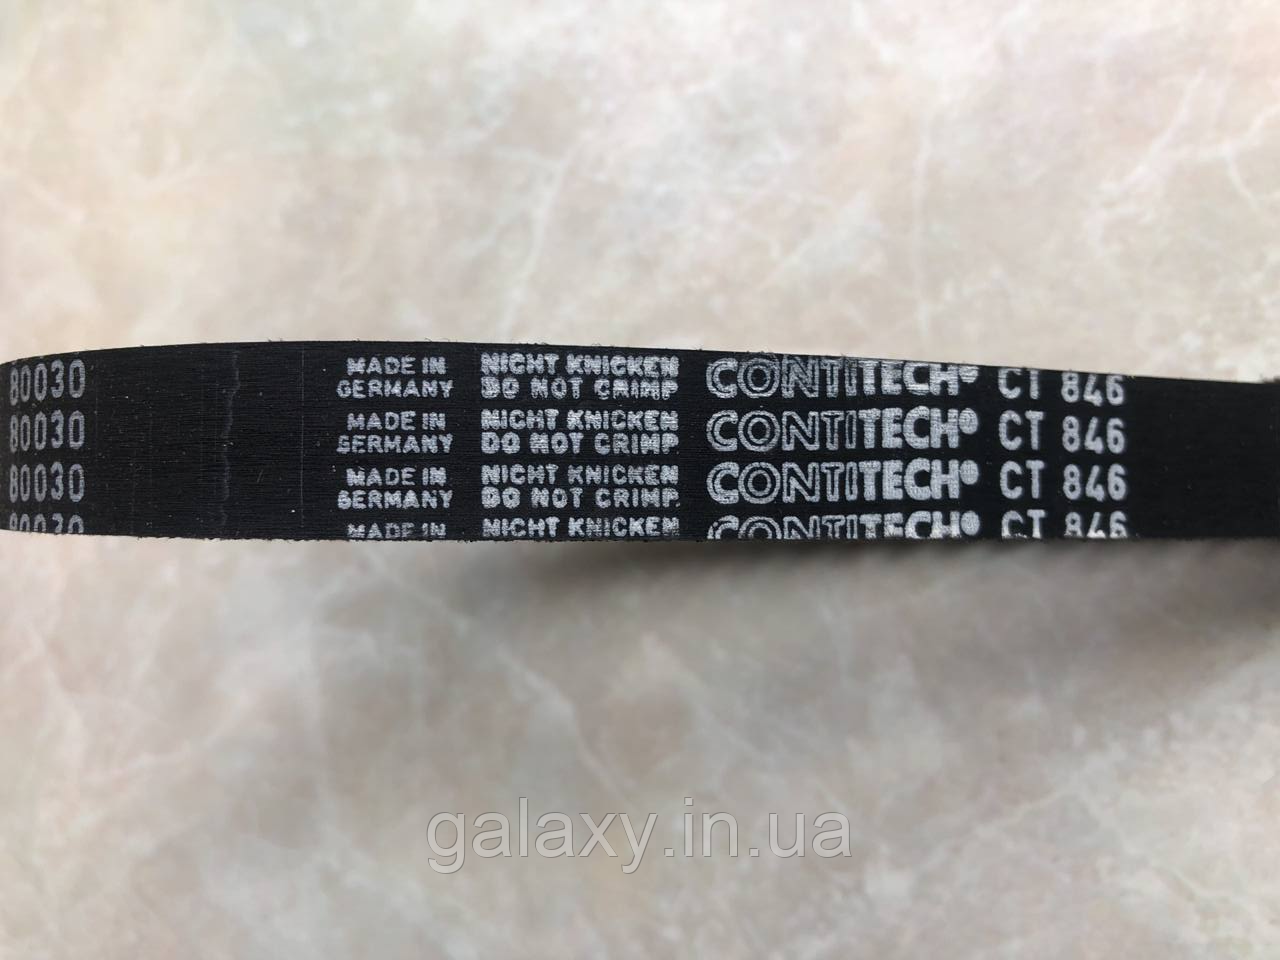 80030
MADE IN
GERMANY
NICHT KNICKEN
DO NOT CRIMP
CONTITECH® CT 846
80030
MADE IN
GERMANY
NICHT KNICKEN
DO NOT CRIMP
CONTITECH® CT 846
80030
MADE IN
GERMANY
NICHT KNICKEN
DO NOT CRIMP.
CONTITECH® CT 846
80030
MADE IN
NICHT KNICKEN
CONTITECH® CT 846
galaxy.in.ua